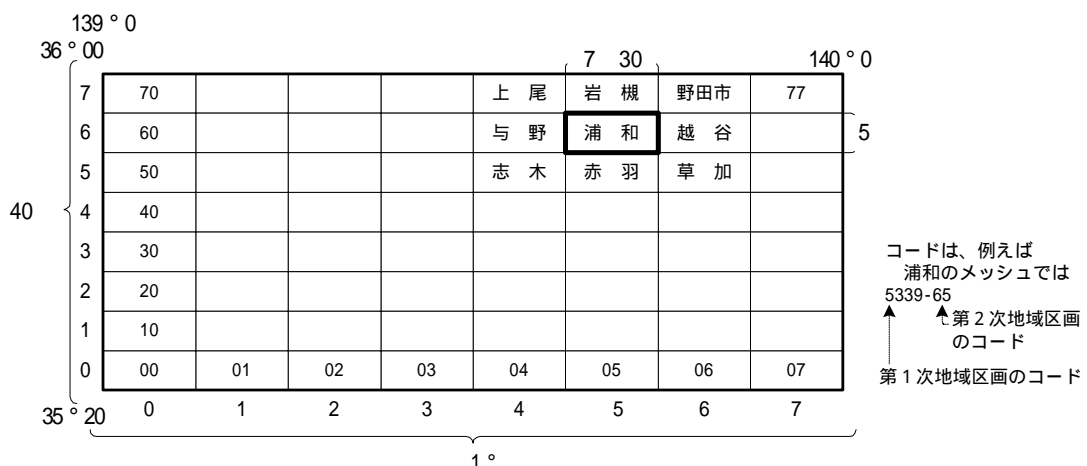 139 ° 0
36 ° 00
7 30
140 ° 0
7 70 上 尾 岩 槻 野田市 77
6 60 与 野 浦 和 越 谷 5
5 50 志 木 赤 羽 草 加
40 4 40
3 30
2 20
1 10
0 00 01 02 03 04 05 06 07
35 ° 20
0 1 2 3 4 5 6 7
1 °
コードは、例えば
浦和のメッシュでは
5339-65
第2次地域区画
のコード
第1次地域区画のコード